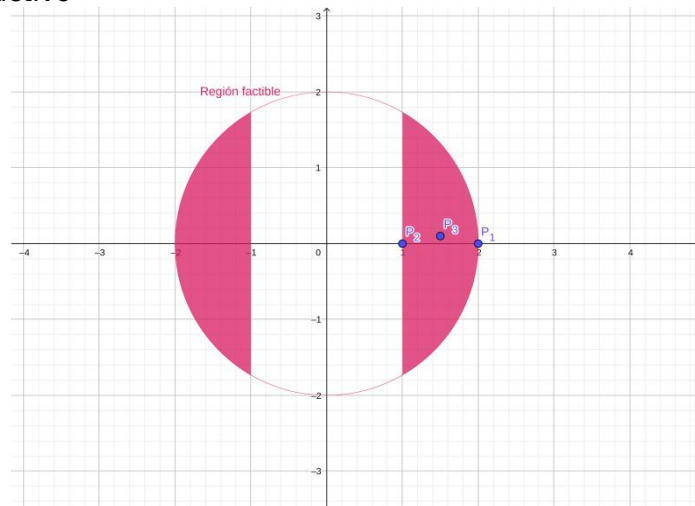 3
Región factible
2
1
P₂ P₃ P₁
–4 –3 –2 –1 0 1 2 3 4
–1
–2
–3